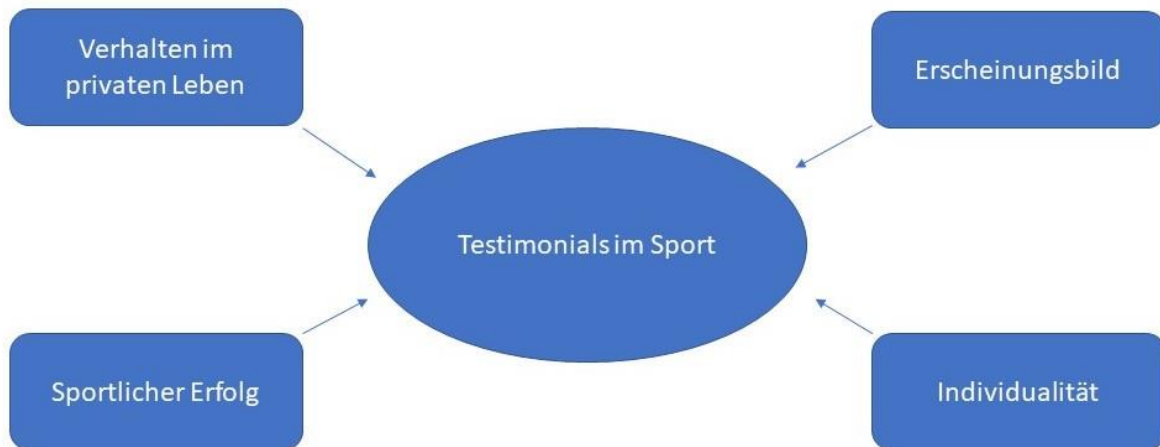 Verhalten im
privaten Leben
Erscheinungsbild
Testimonials im Sport
Sportlicher Erfolg
Individualität